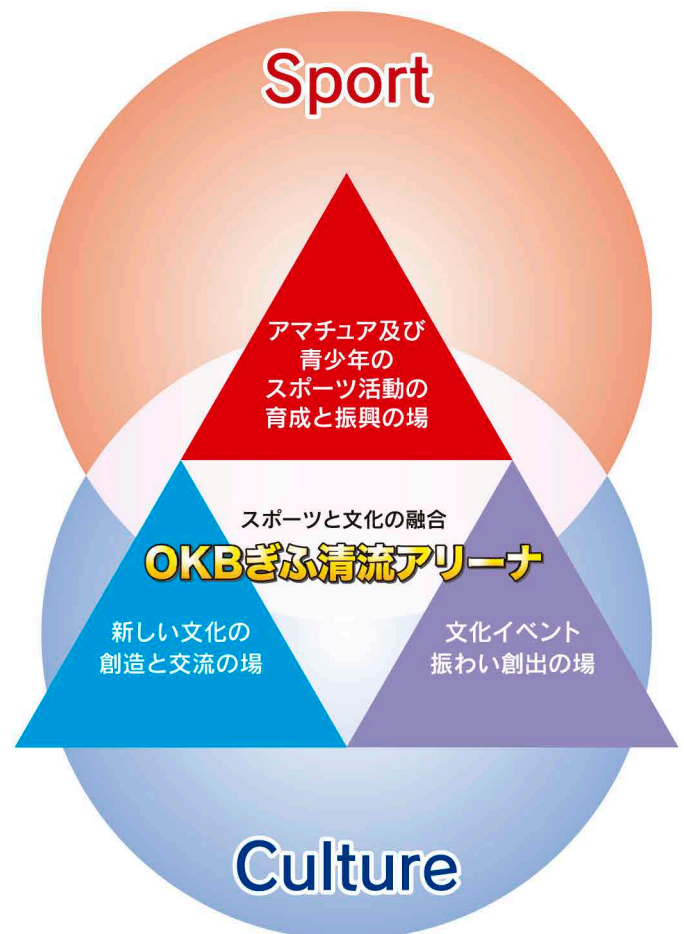 Sport
アマチュア及び
青少年の
スポーツ活動の
育成と振興の場
スポーツと文化の融合
OKBぎふ清流アリーナ
新しい文化の
創造と交流の場
文化イベント
振わい創出の場
Culture